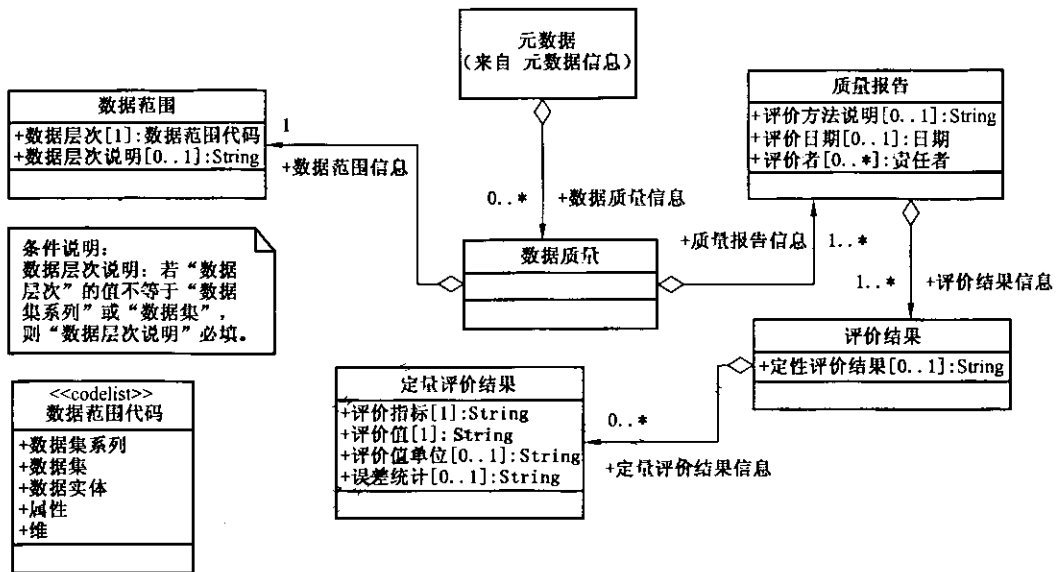 元数据
(来自 元数据信息)
数据范围
+数据层次[1]:数据范围代码
+数据层次说明[0..1]:String
1
+数据范围信息
质量报告
+评价方法说明[0..1]:String
+评价日期[0..1]:日期
+评价者[0..*]:责任者
0..*
+数据质量信息
条件说明:
数据层次说明: 若“数据
层次”的值不等于“数据
集系列”或“数据集”,
则“数据层次说明”必填。
数据质量
+质量报告信息
1..*
1..*
+评价结果信息
评价结果
+定性评价结果[0..1]:String
定量评价结果
+评价指标[1]:String
+评价值[1]:String
+评价值单位[0..1]:String
+误差统计[0..1]:String
0..*
+定量评价结果信息
<<codelist>>
数据范围代码
+数据集系列
+数据集
+数据实体
+属性
+维